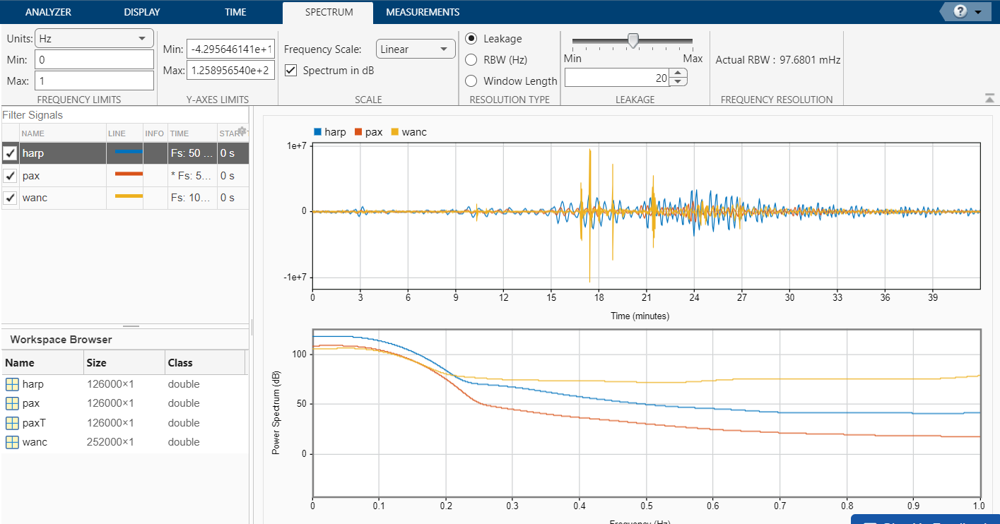 ANALYZER DISPLAY TIME SPECTRUM MEASUREMENTS ?
Units: Hz
Min: 0
Max: 1
FREQUENCY LIMITS
Min: -4.295646141e+1
Max: 1.258956540e+2
Y-AXES LIMITS
Frequency Scale: Linear
Spectrum in dB
SCALE
Leakage
RBW (Hz)
Window Length
RESOLUTION TYPE
Min Max
20
LEAKAGE
Actual RBW : 97.6801 mHz
FREQUENCY RESOLUTION
Filter Signals
NAME LINE INFO TIME START
harp Fs: 50 ... 0 s
pax * Fs: 5... 0 s
wanc Fs: 10... 0 s
Workspace Browser
Name Size Class
harp 126000×1 double
pax 126000×1 double
paxT 126000×1 double
wanc 252000×1 double
harp pax wanc
1e+7
0
-1e+7
0 3 6 9 12 15 18 21 24 27 30 33 36 39
Time (minutes)
Power Spectrum (dB)
100
50
0
0 0.1 0.2 0.3 0.4 0.5 0.6 0.7 0.8 0.9 1.0
Frequency (Hz)